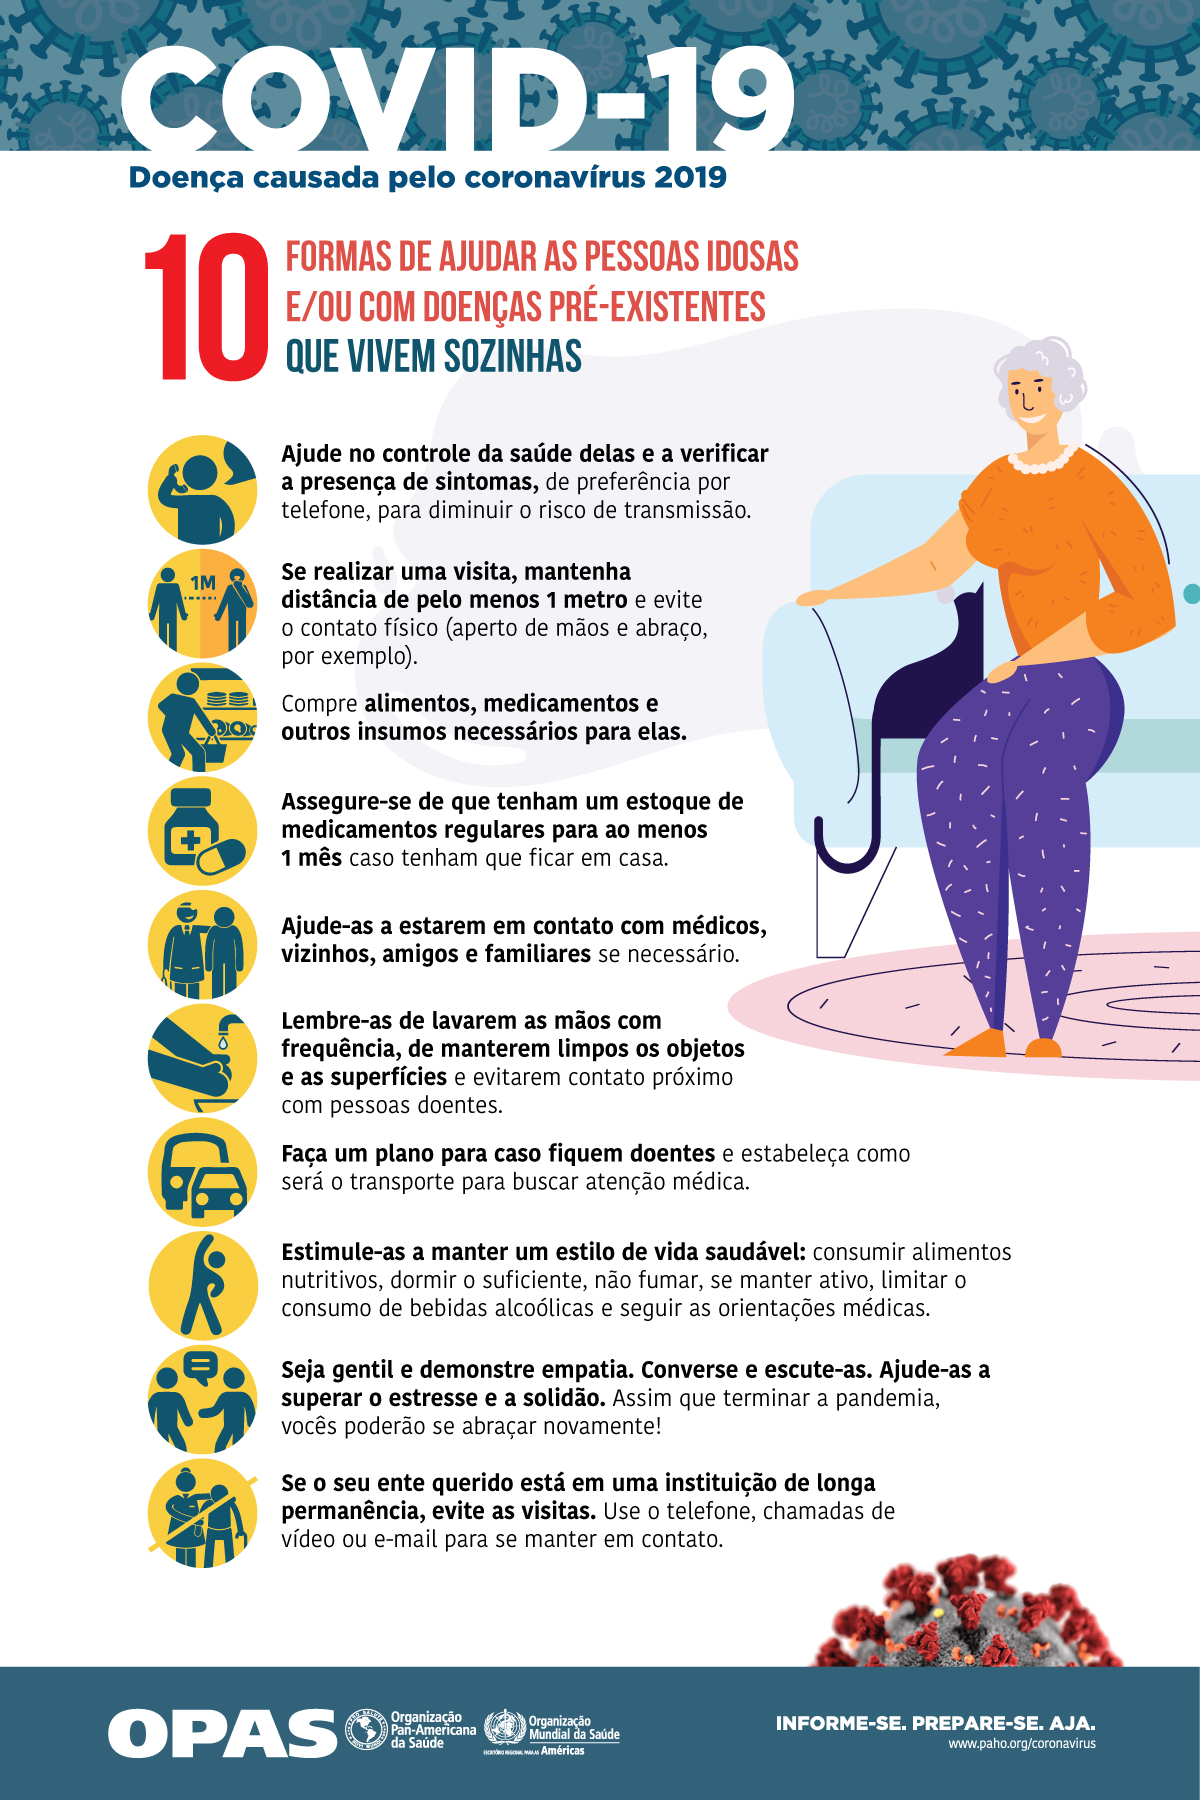 COVID-19
Doença causada pelo coronavírus 2019
10
FORMAS DE AJUDAR AS PESSOAS IDOSAS
E/OU COM DOENÇAS PRÉ-EXISTENTES
QUE VIVEM SOZINHAS
Ajude no controle da saúde delas e a verificar
a presença de sintomas, de preferência por
telefone, para diminuir o risco de transmissão.
1M
Se realizar uma visita, mantenha
distância de pelo menos 1 metro e evite
o contato físico (aperto de mãos e abraço,
por exemplo).
Compre alimentos, medicamentos e
outros insumos necessários para elas.
Assegure-se de que tenham um estoque de
medicamentos regulares para ao menos
1 mês caso tenham que ficar em casa.
Ajude-as a estarem em contato com médicos,
vizinhos, amigos e familiares se necessário.
Lembre-as de lavarem as mãos com
frequência, de manterem limpos os objetos
e as superfícies e evitarem contato próximo
com pessoas doentes.
Faça um plano para caso fiquem doentes e estabeleça como
será o transporte para buscar atenção médica.
Estimule-as a manter um estilo de vida saudável: consumir alimentos
nutritivos, dormir o suficiente, não fumar, se manter ativo, limitar o
consumo de bebidas alcoólicas e seguir as orientações médicas.
Seja gentil e demonstre empatia. Converse e escute-as. Ajude-as a
superar o estresse e a solidão. Assim que terminar a pandemia,
vocês poderão se abraçar novamente!
Se o seu ente querido está em uma instituição de longa
permanência, evite as visitas. Use o telefone, chamadas de
vídeo ou e-mail para se manter em contato.
OPAS
PRO SALUTE
NOVI MUNDI
Organização
Pan-Americana
da Saúde
Organização
Mundial da Saúde
ESCRITÓRIO REGIONAL PARA AS Américas
INFORME-SE. PREPARE-SE. AJA.
www.paho.org/coronavirus